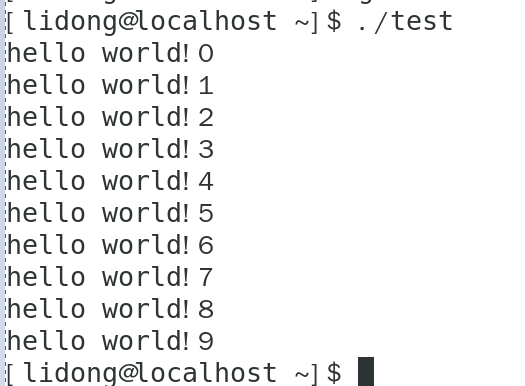 [lidong@localhost ~]$ ./test
hello world!0
hello world!1
hello world!2
hello world!3
hello world!4
hello world!5
hello world!6
hello world!7
hello world!8
hello world!9
[lidong@localhost ~]$